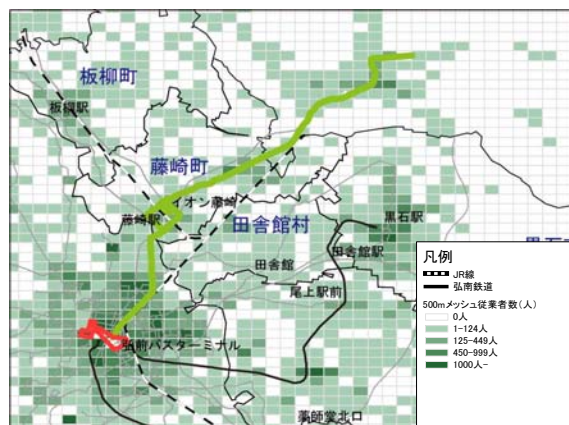 板柳町
板柳駅
藤崎町
イオン藤崎
藤崎駅
田舎館村
黒石駅
田舎館駅
田舎館
尾上駅前
弘前バスターミナル
薬師堂北口
凡例
JR線
弘南鉄道
500mメッシュ従業者数(人)
0人
1-124人
125-449人
450-999人
1000人-